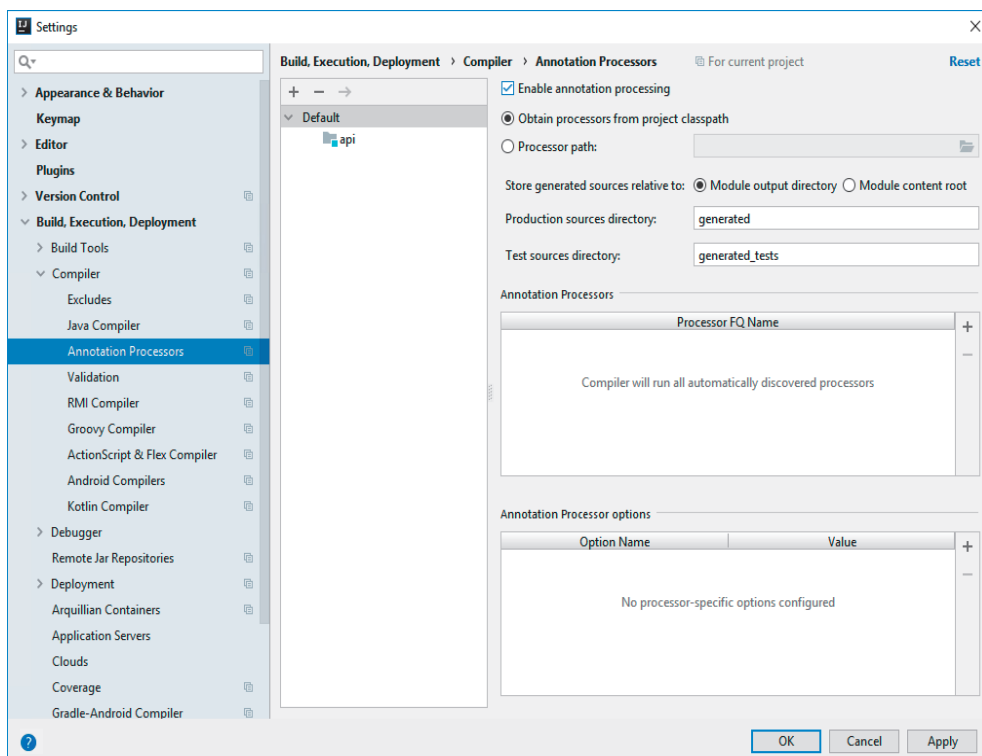 Settings
Build, Execution, Deployment › Compiler › Annotation Processors For current project Reset
Appearance & Behavior
Keymap
Editor
Plugins
Version Control
Build, Execution, Deployment
Build Tools
Compiler
Excludes
Java Compiler
Annotation Processors
Validation
RMI Compiler
Groovy Compiler
ActionScript & Flex Compiler
Android Compilers
Kotlin Compiler
Debugger
Remote Jar Repositories
Deployment
Arquillian Containers
Application Servers
Clouds
Coverage
Gradle-Android Compiler
Default
api
Enable annotation processing
Obtain processors from project classpath
Processor path:
Store generated sources relative to: Module output directory Module content root
Production sources directory: generated
Test sources directory: generated_tests
Annotation Processors
Processor FQ Name
Compiler will run all automatically discovered processors
Annotation Processor options
Option Name Value
No processor-specific options configured
OK Cancel Apply